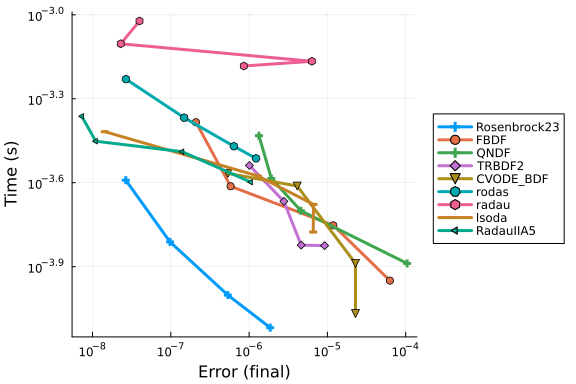 10−3.0
10−3.3
10−3.6
10−3.9
Time (s)
10−8
10−7
10−6
10−5
10−4
Error (final)
Rosenbrock23
FBDF
QNDF
TRBDF2
CVODE_BDF
rodas
radau
lsoda
RadauIIA5